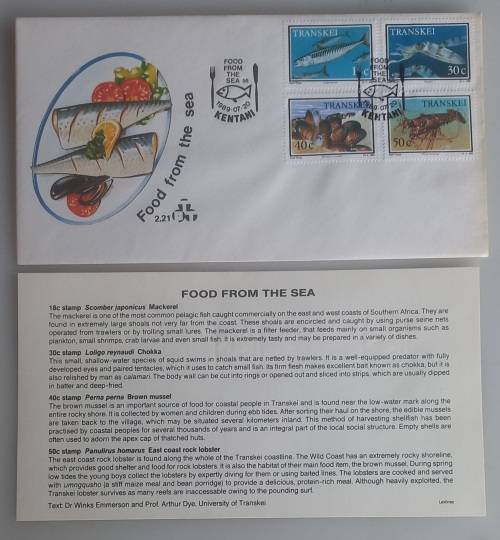 TRANSKEI
TRANSKEI
30c
TRANSKEI
40c
TRANSKEI
50c
FOOD
FROM
THE
SEA
1989-07-20
KENTANI
FOOD
FROM
THE
SEA
1989-07-20
KENTANI
Food from the sea
2.21
FOOD FROM THE SEA
18c stamp Scomber japonicus Mackerel
The mackerel is one of the most common pelagic fish caught commercially on the east and west coasts of Southern Africa. They are
found in extremely large shoals not very far from the coast. These shoals are encircled and caught by using purse seine nets
operated from trawlers or by trolling small lures. The mackerel is a filter feeder, that feeds mainly on small organisms such as
plankton, small shrimps, crab larvae and even small fish. It is extremely tasty and may be prepared in a variety of dishes.
30c stamp Loligo reynaudi Chokka
This small, shallow-water species of squid swims in shoals that are netted by trawlers. It is a well-equipped predator with fully
developed eyes and paired tentacles, which it uses to catch small fish. Its firm flesh makes excellent bait known as chokka, but it is
also relished by man as calamari. The body wall can be cut into rings or opened out and sliced into strips, which are usually dipped
in batter and deep-fried.
40c stamp Perna perna Brown mussel
The brown mussel is an important source of food for coastal people in Transkei and is found near the low-water mark along the
entire rocky shore. It is collected by women and children during ebb tides. After sorting their haul on the shore, the edible mussels
are taken back to the village, which may be situated several kilometers inland. This method of harvesting shellfish has been
practised by coastal peoples for several thousands of years and is an integral part of the local social structure. Empty shells are
often used to adorn the apex cap of thatched huts.
50c stamp Panulirus homarus East coast rock lobster
The east coast rock lobster is found along the whole of the Transkei coastline. The Wild Coast has an extremely rocky shoreline,
which provides good shelter and food for rock lobsters. It is also the habitat of their main food item, the brown mussel. During spring
low tides the young boys collect the lobsters by expertly diving for them or using baited lines. The lobsters are cooked and served
with umngqusho (a stiff maize meal and bean porridge) to provide a delicious, protein-rich meal. Although heavily exploited, the
Transkei lobster survives as many reefs are inaccessable owing to the pounding surf.
Text: Dr Winks Emmerson and Prof. Arthur Dye, University of Transkei